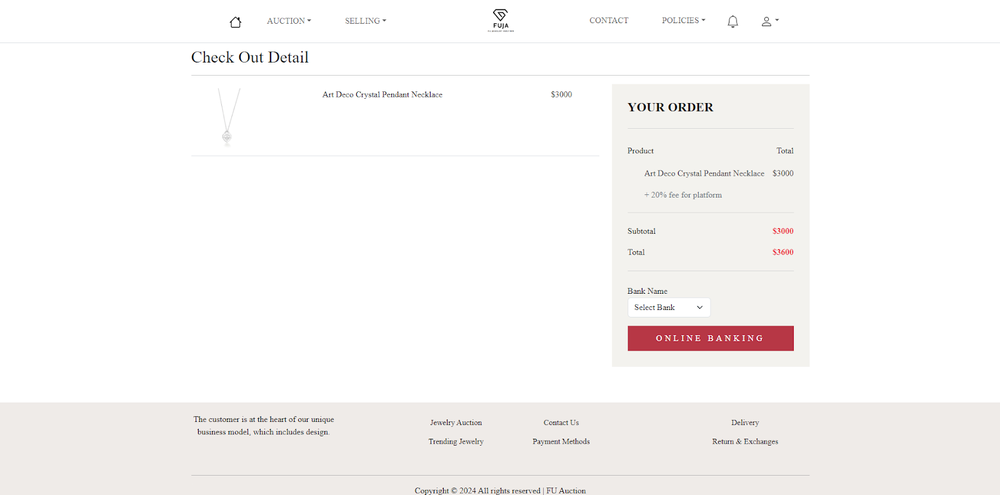 AUCTION
SELLING
FUJA
FU JEWELRY AUCTION
CONTACT
POLICIES
Check Out Detail
Art Deco Crystal Pendant Necklace $3000
YOUR ORDER
Product Total
Art Deco Crystal Pendant Necklace $3000
+ 20% fee for platform
Subtotal $3000
Total $3600
Bank Name
Select Bank
ONLINE BANKING
The customer is at the heart of our unique
business model, which includes design.
Jewelry Auction
Trending Jewelry
Contact Us
Payment Methods
Delivery
Return & Exchanges
Copyright © 2024 All rights reserved | FU Auction